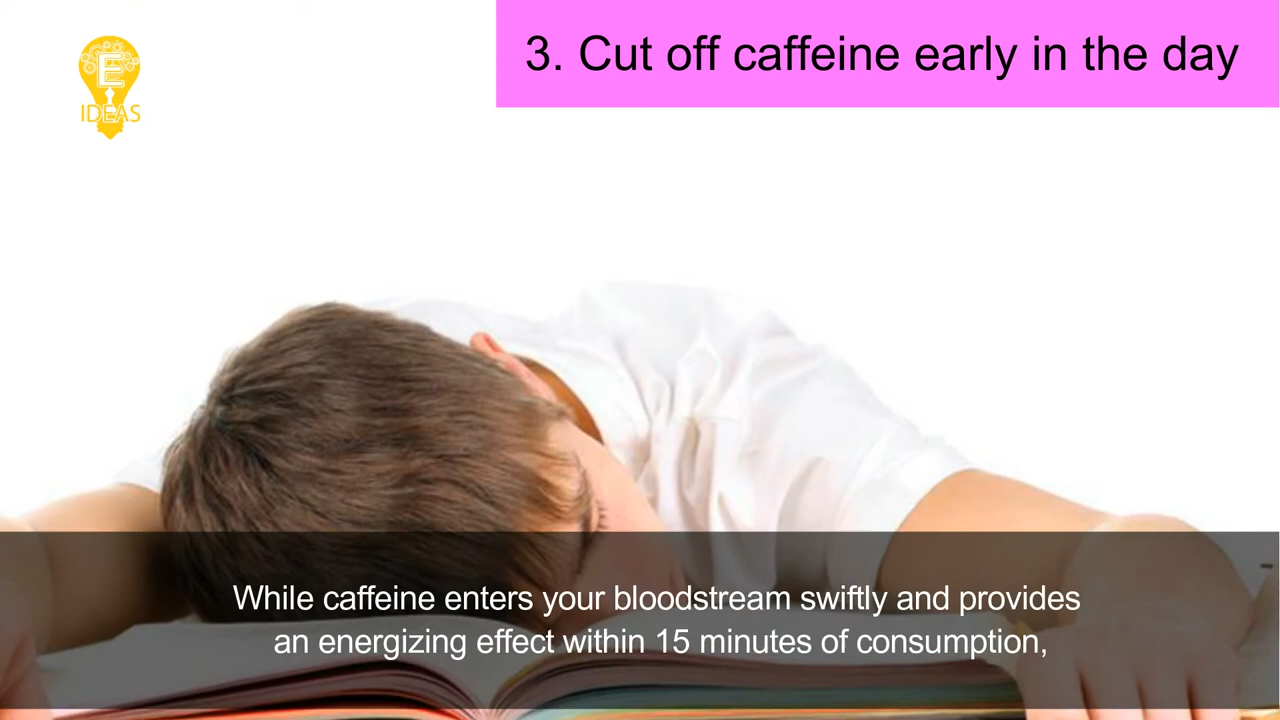 3. Cut off caffeine early in the day
E
IDEAS
While caffeine enters your bloodstream swiftly and provides
an energizing effect within 15 minutes of consumption,